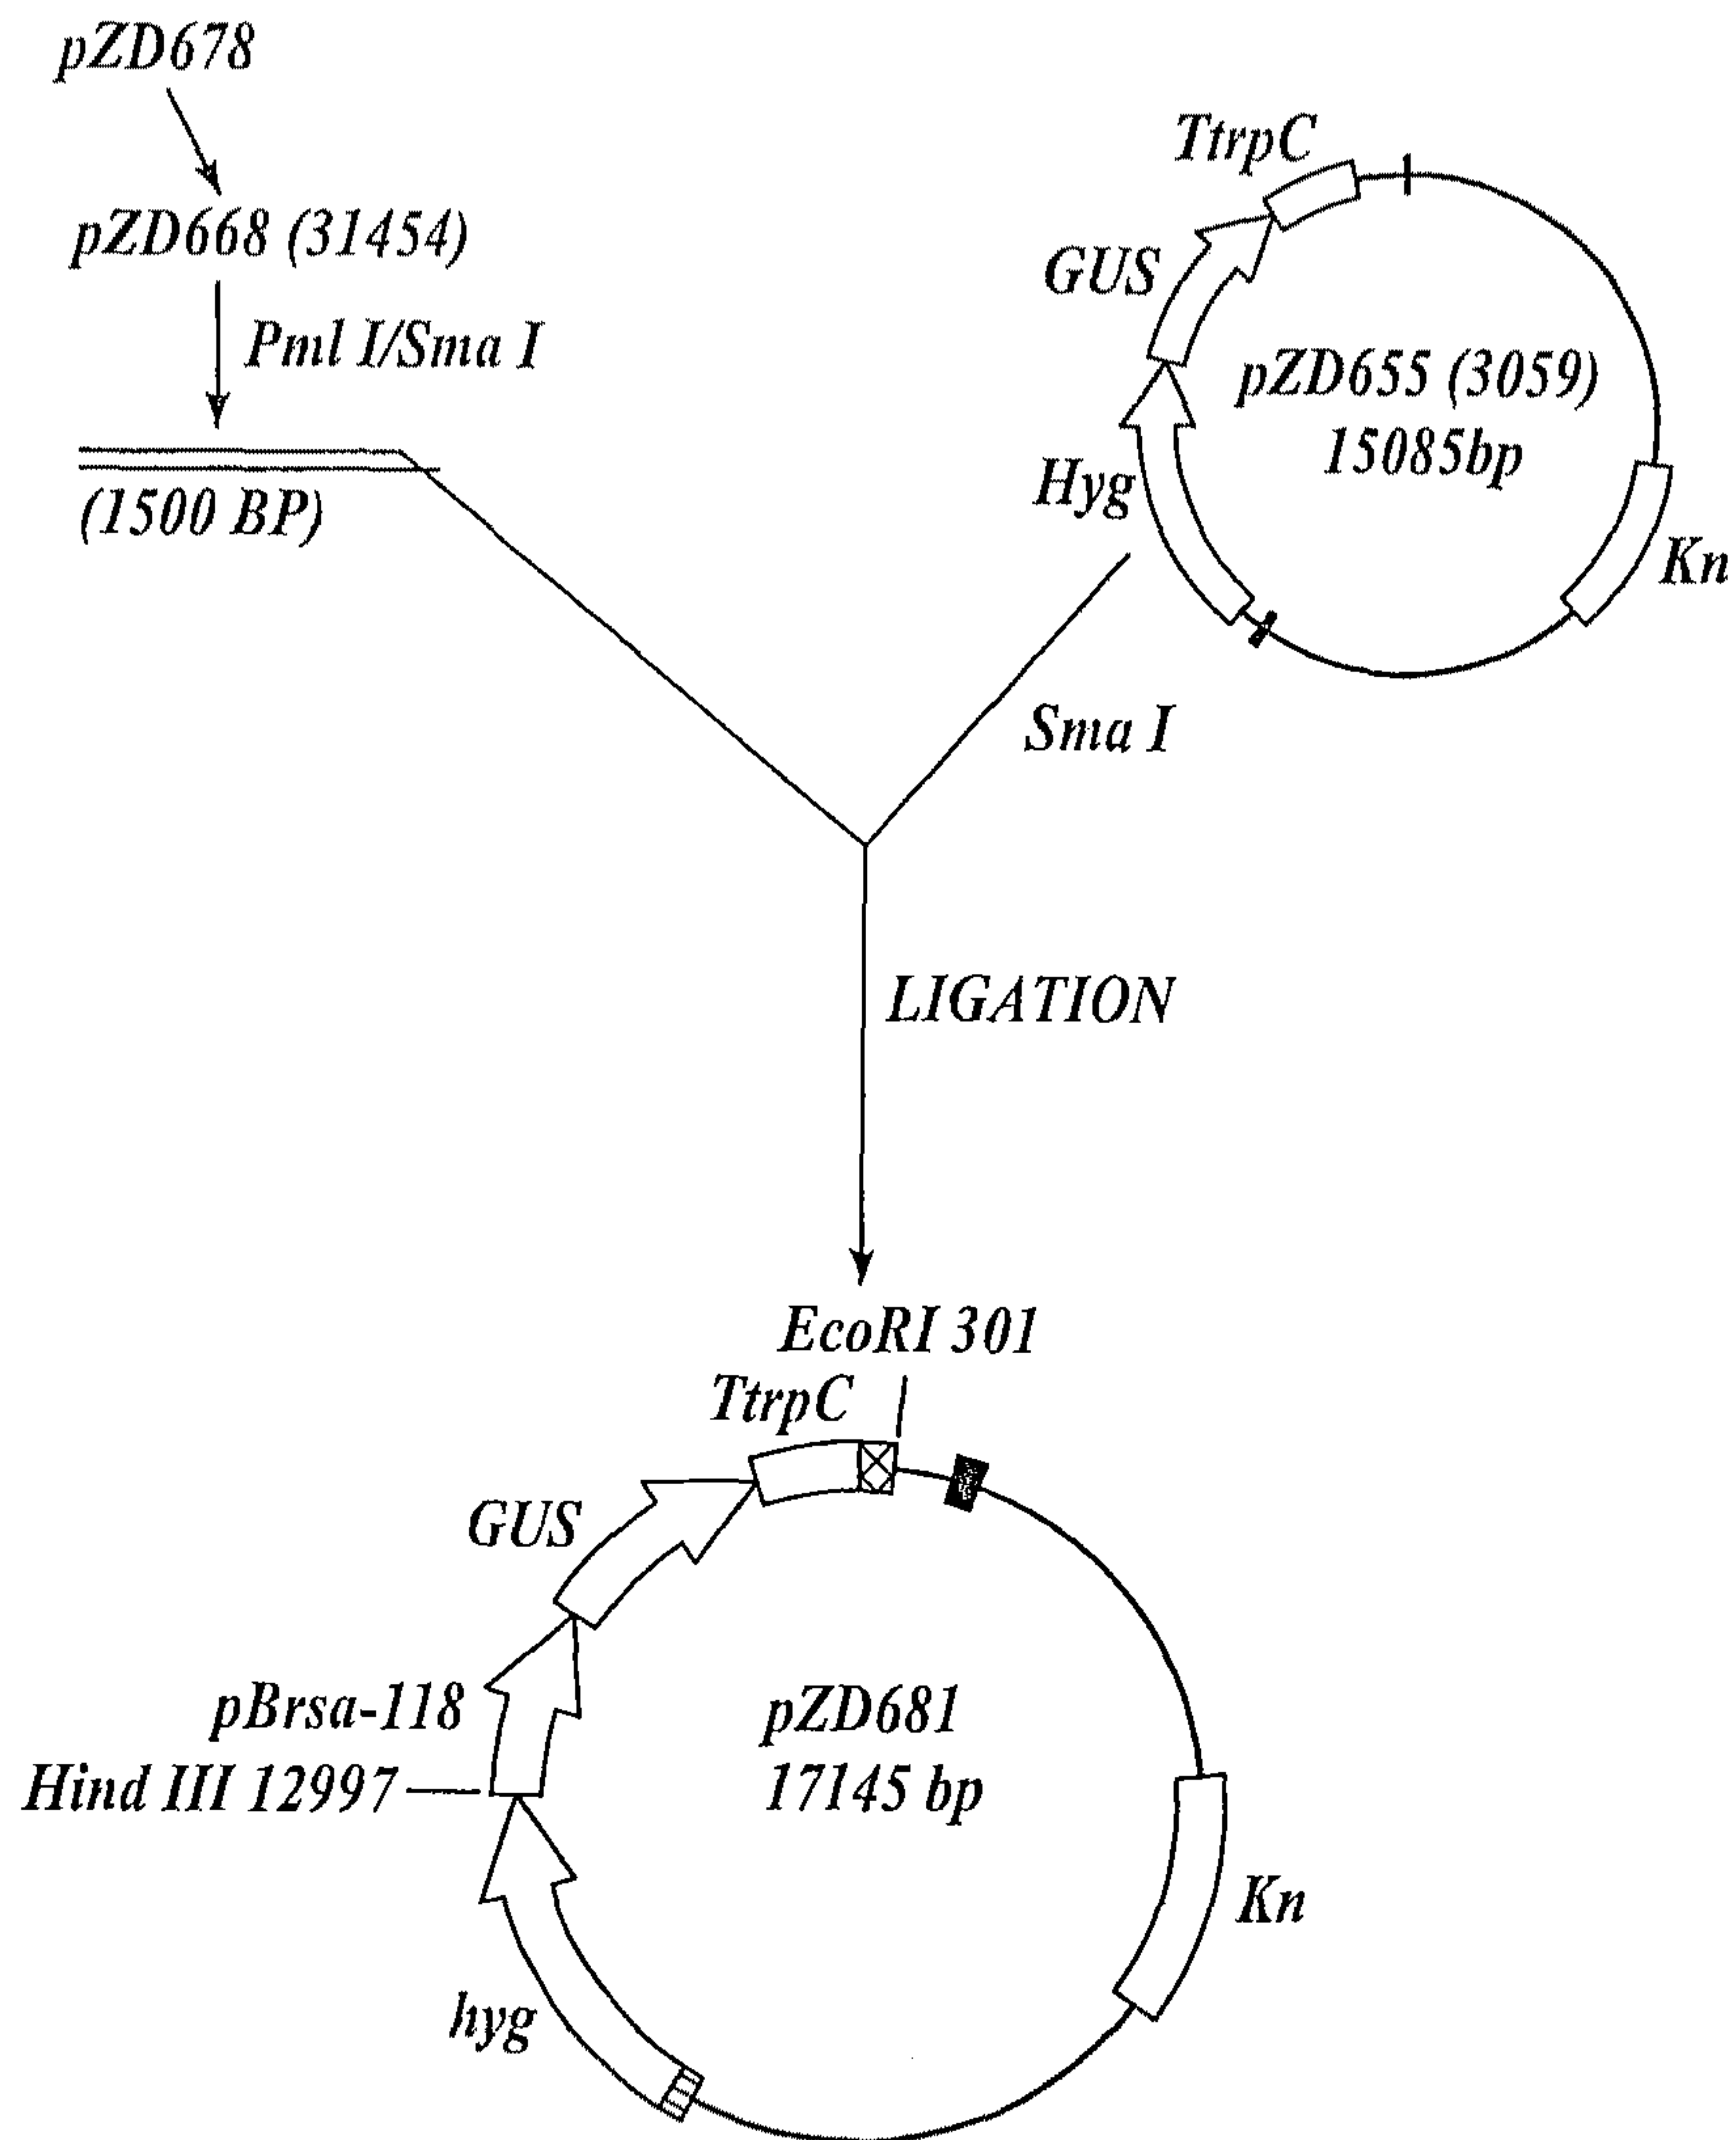 pZD678
pZD668 (31454)
Pml I/Sma I
(1500 BP)
TtrpC
GUS
pZD655 (3059)
15085bp
Hyg
Kn
Sma I
LIGATION
EcoRI 301
TtrpC
GUS
pBrsa-118
Hind III 12997
pZD681
17145 bp
Kn
hyg